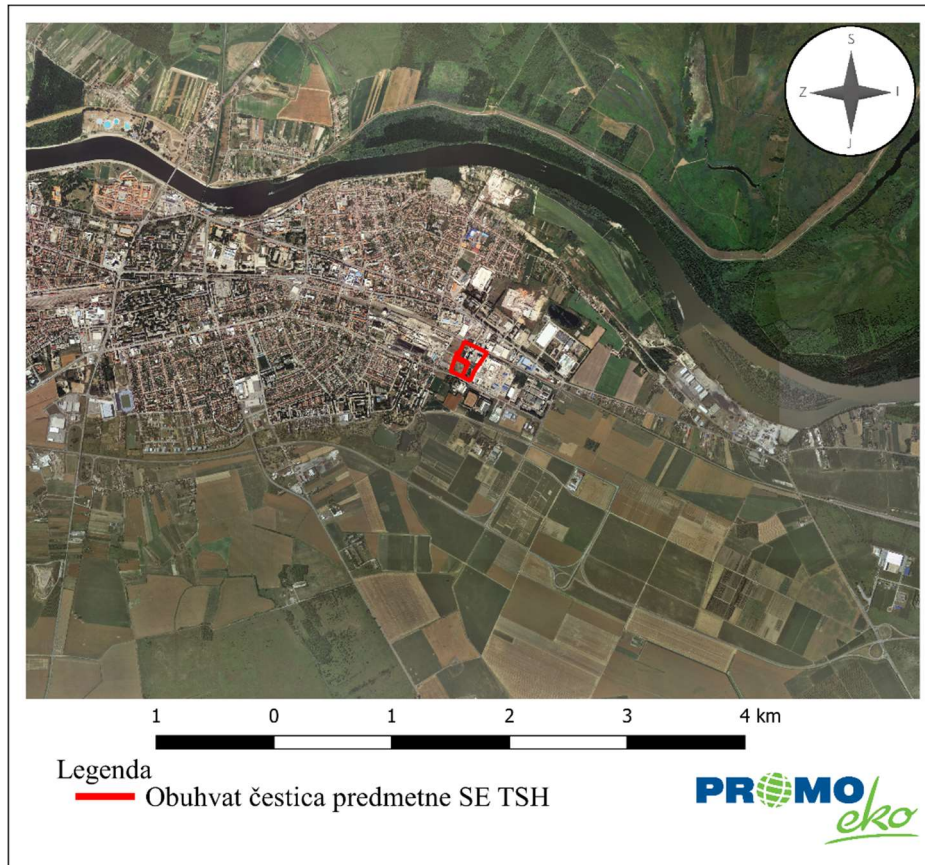 S
Z I
J
1 0 1 2 3 4 km
Legenda
Obuhvat čestica predmetne SE TSH
PROMO
eko